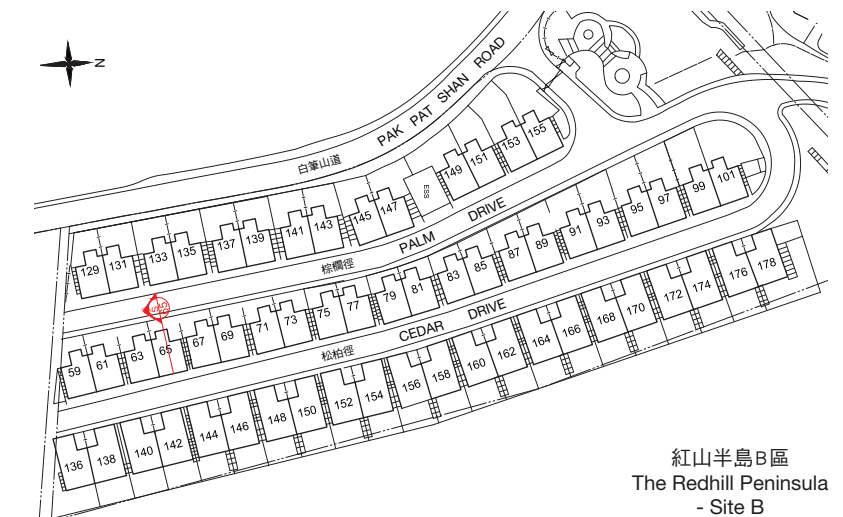 N
PAK PAT SHAN ROAD
白筆山道
153 155
149 151
ESS
145 147
141 143
137 139
133 135
129 131
PALM DRIVE
棕櫚徑
99 101
95 97
91 93
87 89
83 85
79 81
75 77
71 73
67 69
63 65
59 61
CEDAR DRIVE
松柏徑
176 178
172 174
168 170
164 166
160 162
156 158
152 154
148 150
144 146
140 142
136 138
紅山半島B區
The Redhill Peninsula
- Site B